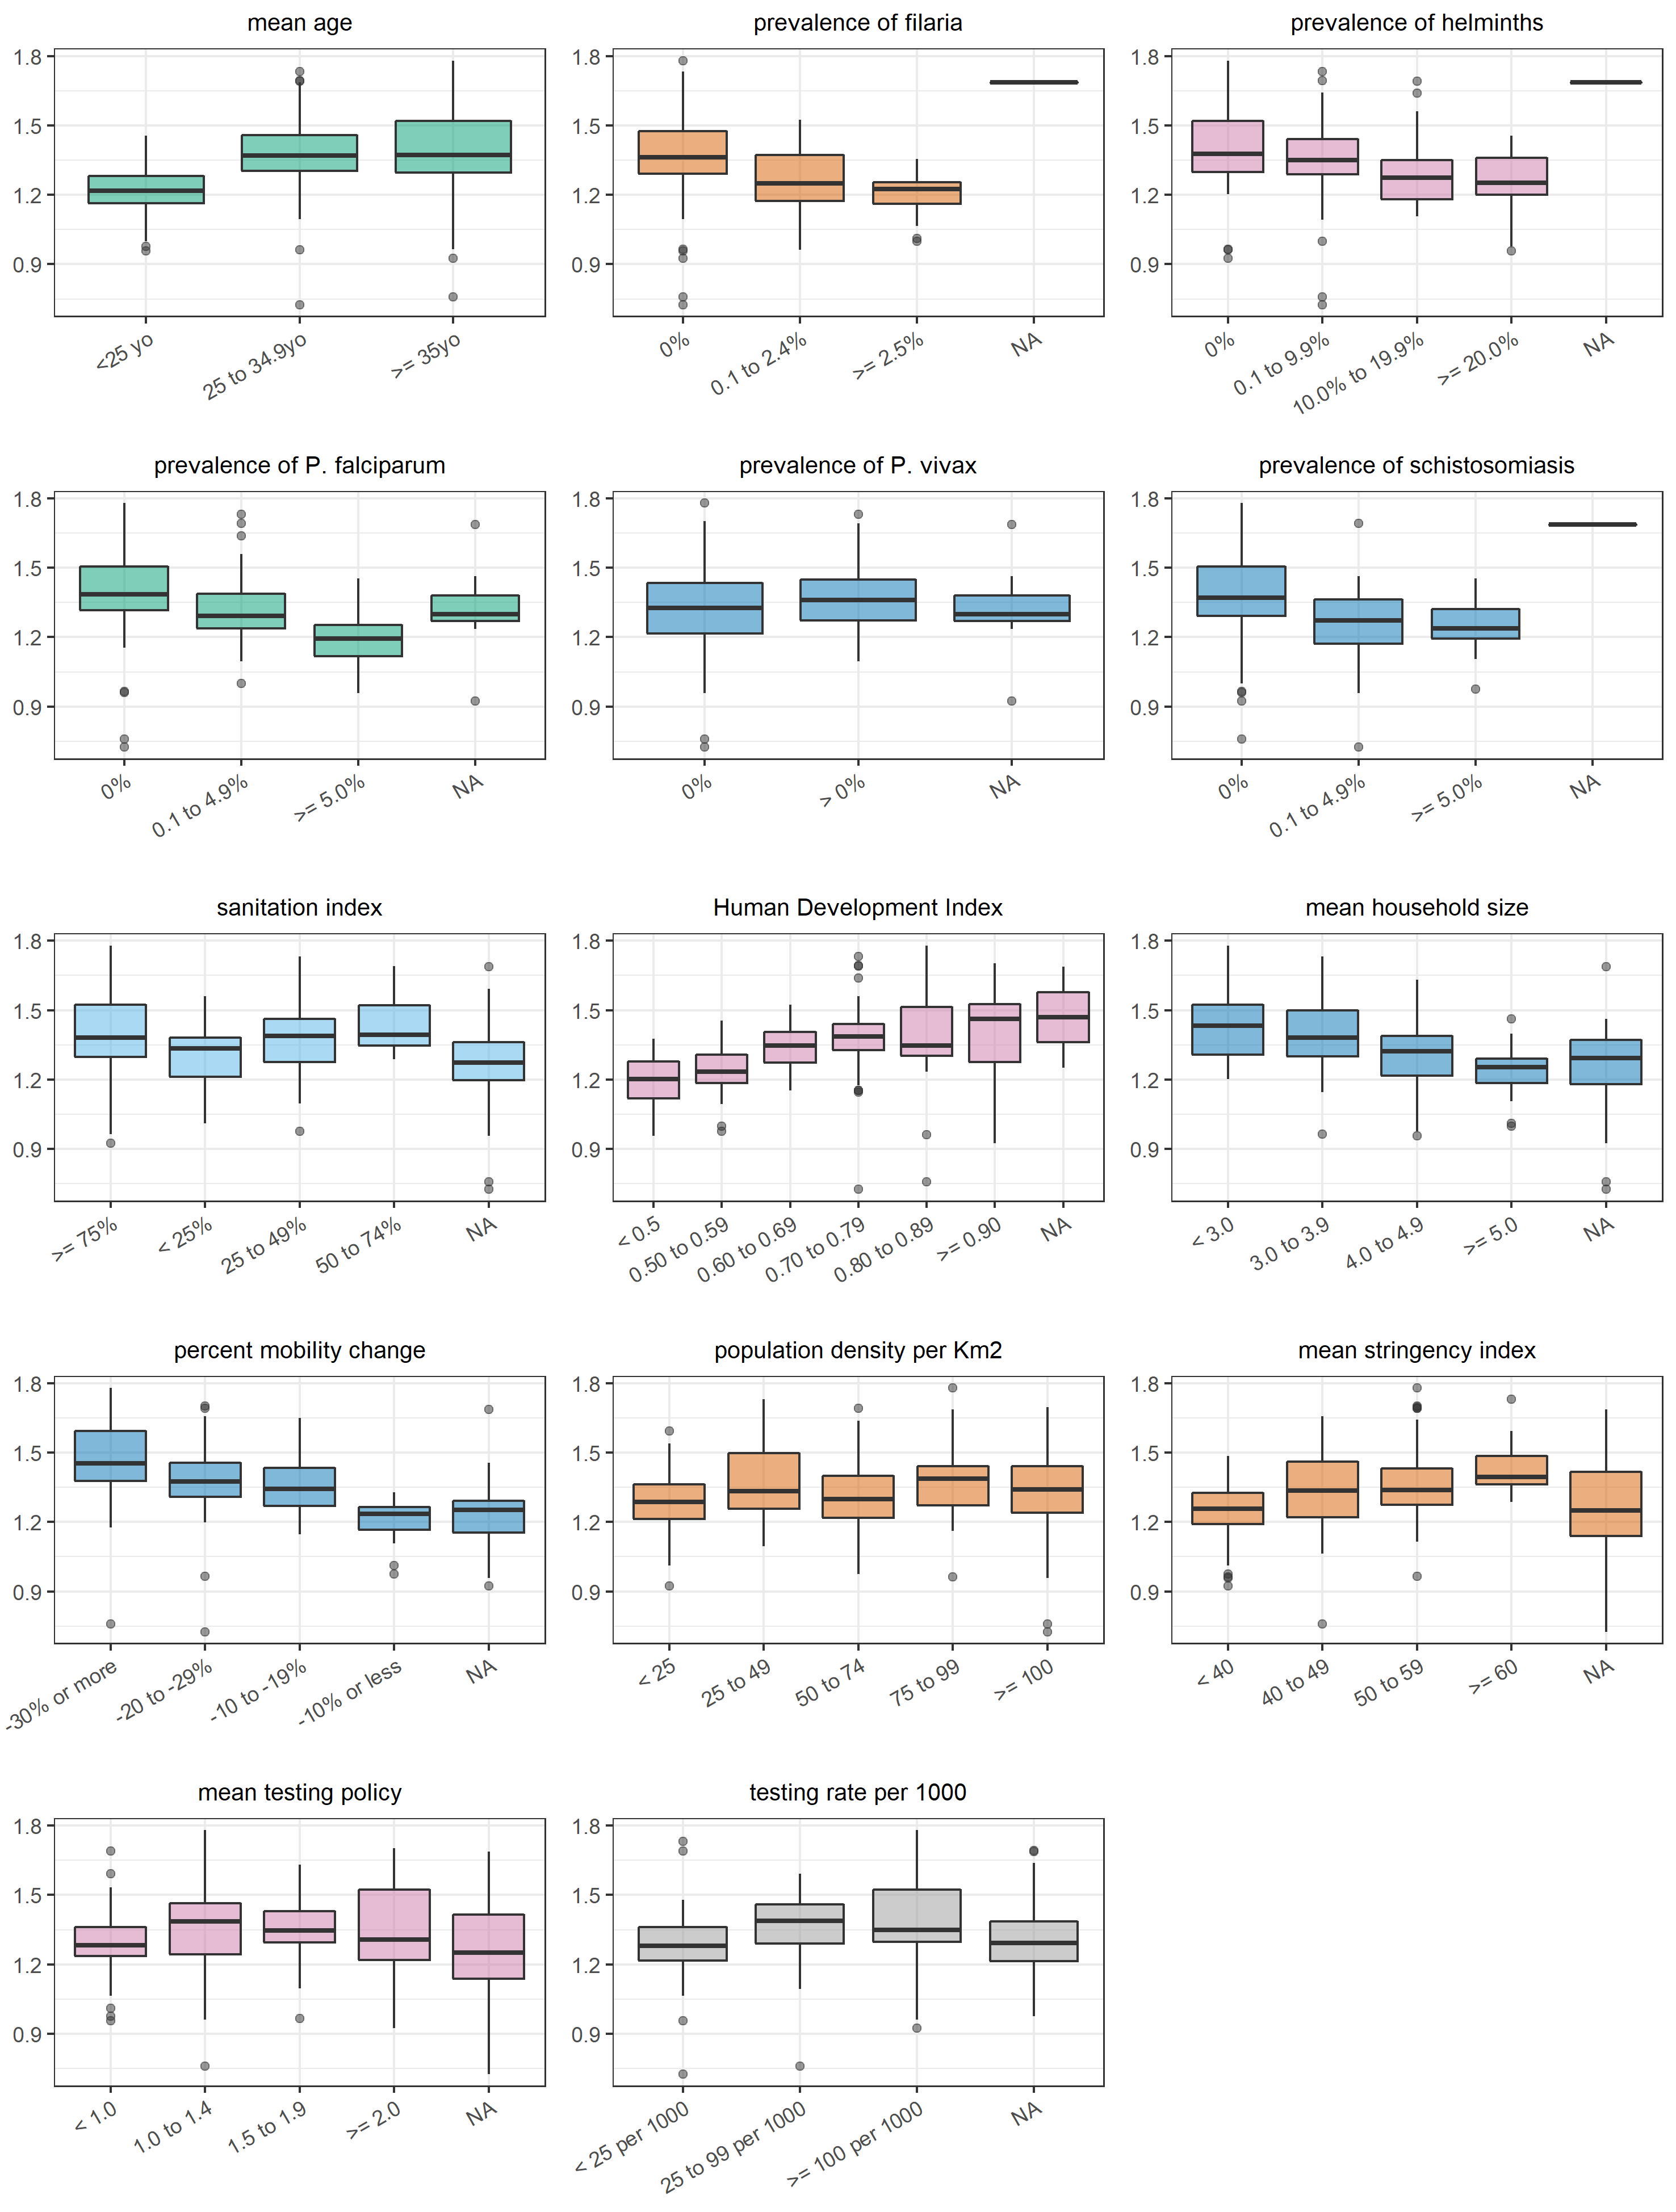 mean age
prevalence of filaria
prevalence of helminths
1.8
1.5
1.2
0.9
1.8
1.5
1.2
0.9
1.8
1.5
1.2
0.9
<25 yo
25 to 34.9yo
>= 35yo
0%
0.1 to 2.4%
>= 2.5%
NA
0%
0.1 to 9.9%
10.0% to 19.9%
>= 20.0%
NA
prevalence of P. falciparum
prevalence of P. vivax
prevalence of schistosomiasis
1.8
1.5
1.2
0.9
1.8
1.5
1.2
0.9
1.8
1.5
1.2
0.9
0%
0.1 to 4.9%
>= 5.0%
NA
0%
> 0%
NA
0%
0.1 to 4.9%
>= 5.0%
NA
sanitation index
Human Development Index
mean household size
1.8
1.5
1.2
0.9
1.8
1.5
1.2
0.9
1.8
1.5
1.2
0.9
>= 75%
< 25%
25 to 49%
50 to 74%
NA
< 0.5
0.50 to 0.59
0.60 to 0.69
0.70 to 0.79
0.80 to 0.89
>= 0.90
NA
< 3.0
3.0 to 3.9
4.0 to 4.9
>= 5.0
NA
percent mobility change
population density per Km2
mean stringency index
1.8
1.5
1.2
0.9
1.8
1.5
1.2
0.9
1.8
1.5
1.2
0.9
-30% or more
-20 to -29%
-10 to -19%
-10% or less
NA
< 25
25 to 49
50 to 74
75 to 99
>= 100
< 40
40 to 49
50 to 59
>= 60
NA
mean testing policy
testing rate per 1000
1.8
1.5
1.2
0.9
1.8
1.5
1.2
0.9
< 1.0
1.0 to 1.4
1.5 to 1.9
>= 2.0
NA
< 25 per 1000
25 to 99 per 1000
>= 100 per 1000
NA